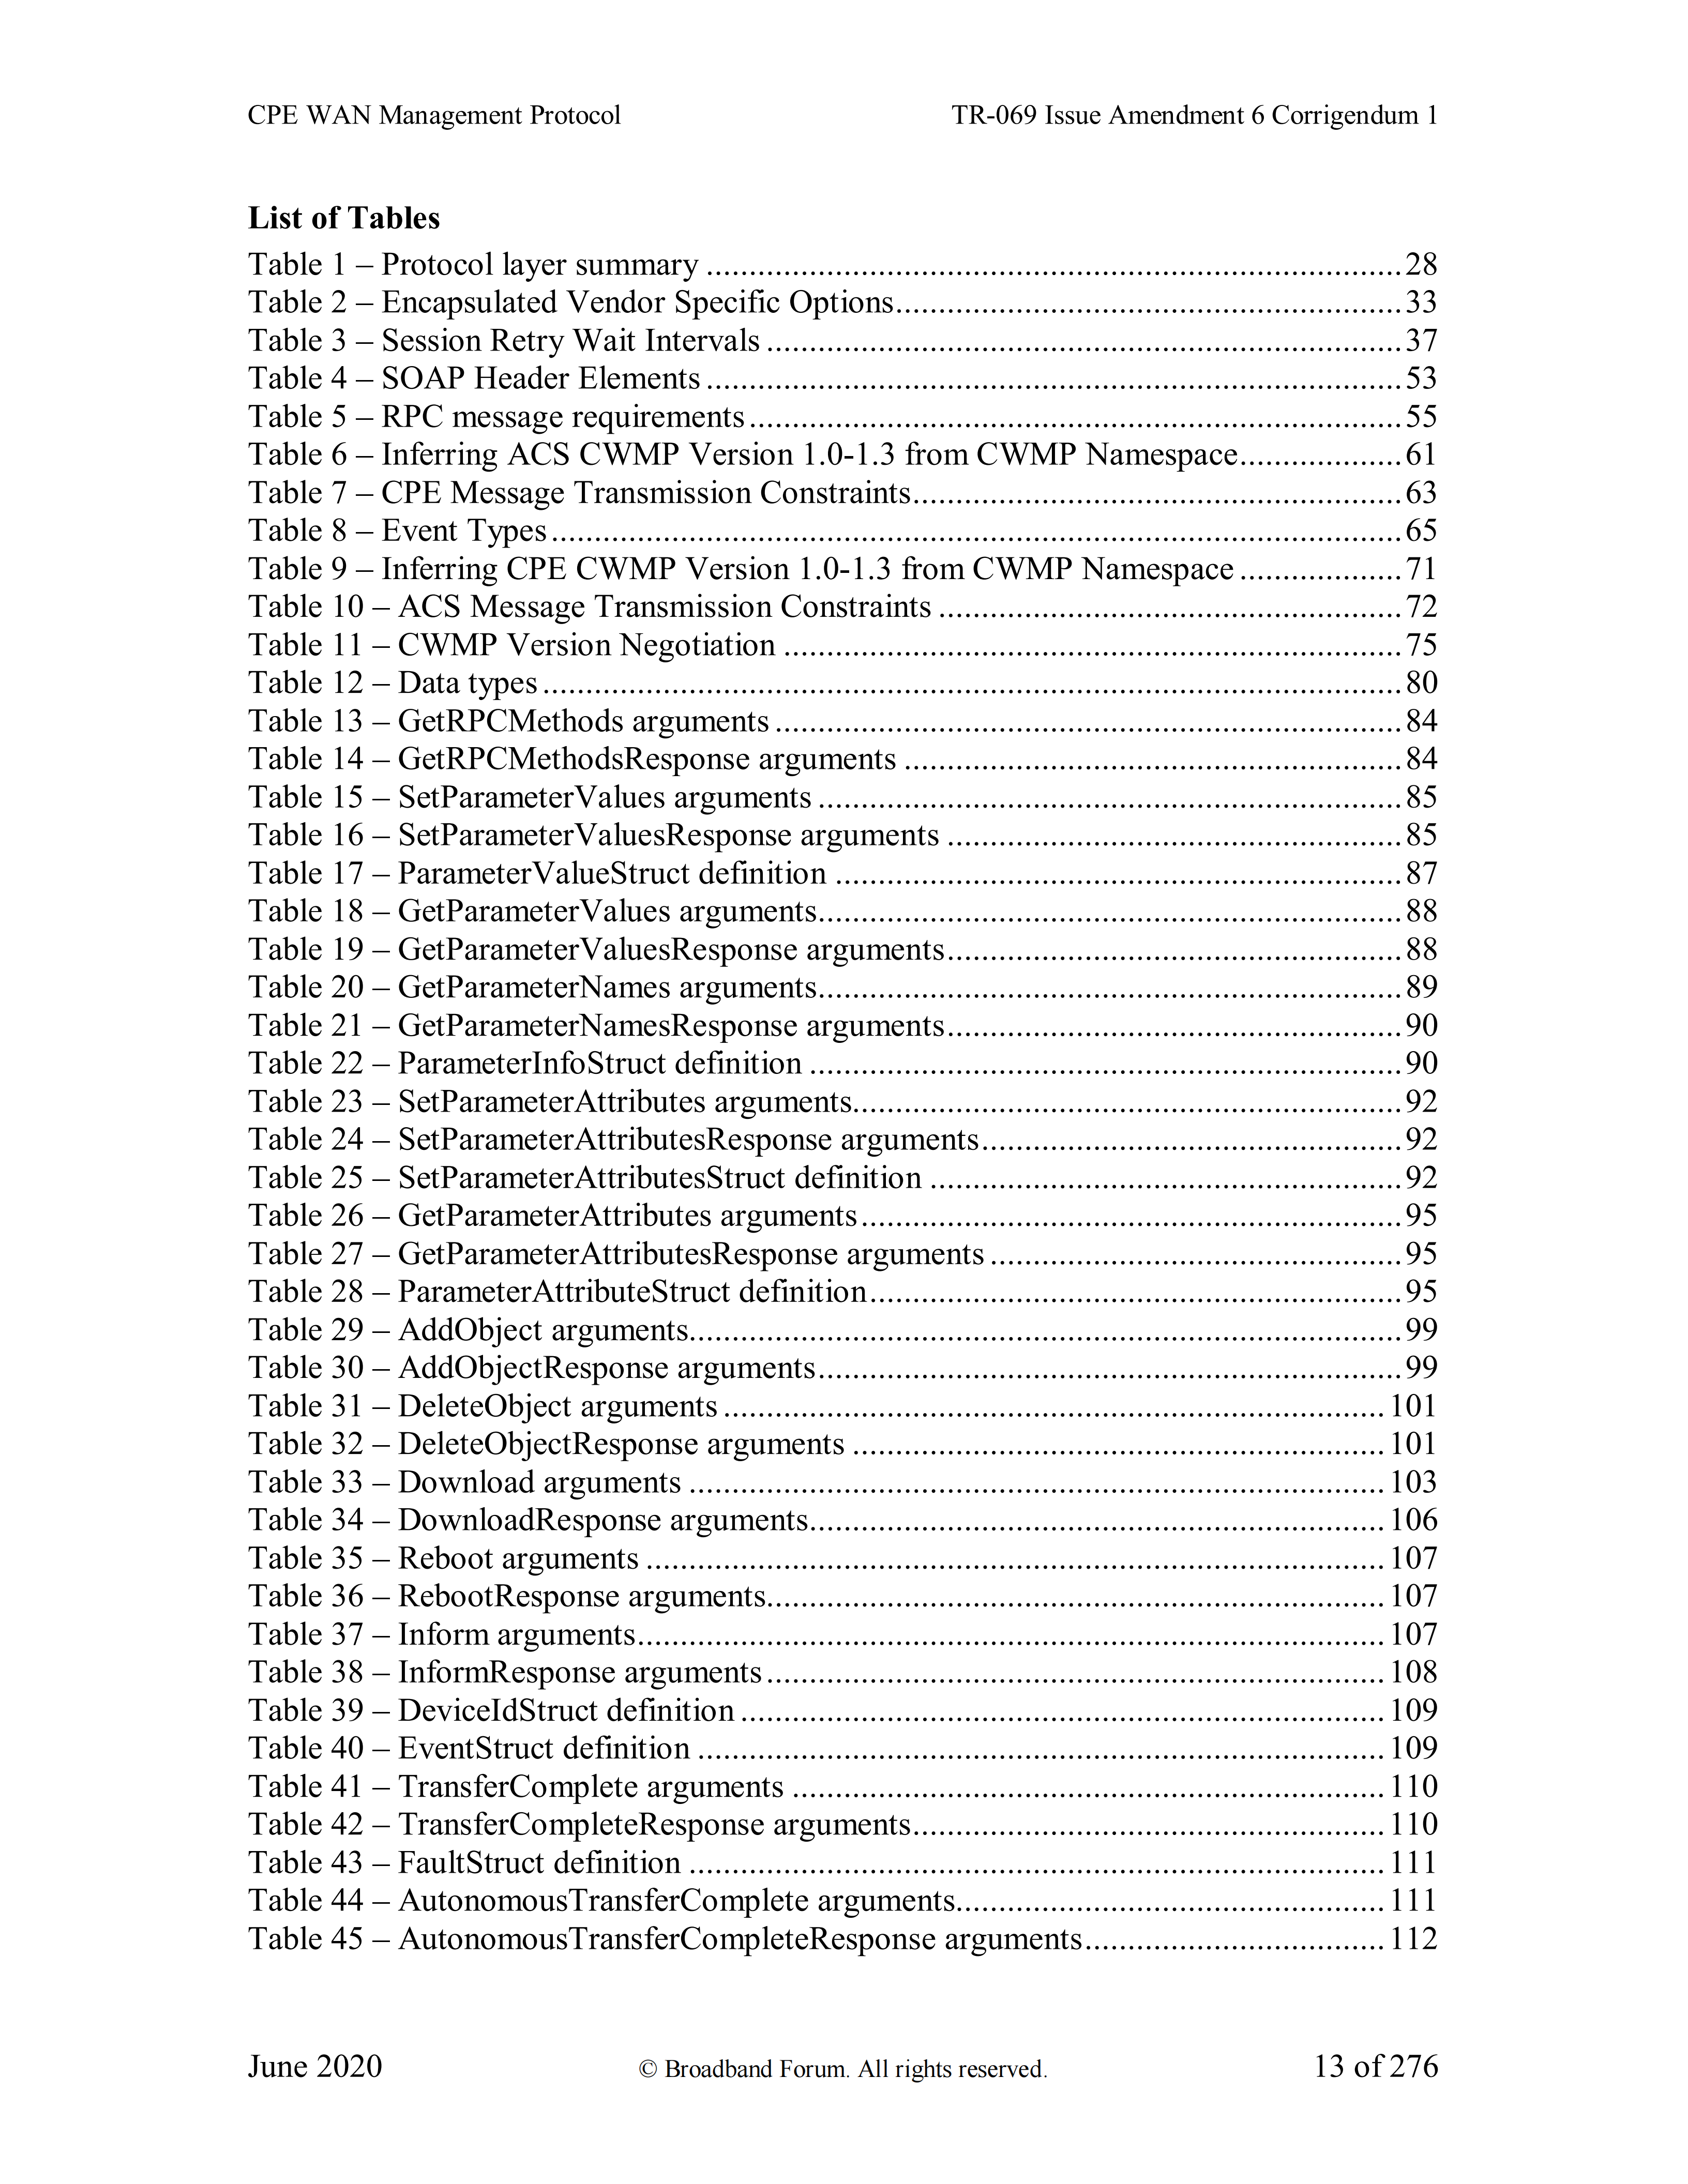 CPE WAN Management Protocol TR-069 Issue Amendment 6 Corrigendum 1
List of Tables
Table 1 – Protocol layer summary ........ 28
Table 2 – Encapsulated Vendor Specific Options ........ 33
Table 3 – Session Retry Wait Intervals ........ 37
Table 4 – SOAP Header Elements ........ 53
Table 5 – RPC message requirements ........ 55
Table 6 – Inferring ACS CWMP Version 1.0-1.3 from CWMP Namespace ........ 61
Table 7 – CPE Message Transmission Constraints ........ 63
Table 8 – Event Types ........ 65
Table 9 – Inferring CPE CWMP Version 1.0-1.3 from CWMP Namespace ........ 71
Table 10 – ACS Message Transmission Constraints ........ 72
Table 11 – CWMP Version Negotiation ........ 75
Table 12 – Data types ........ 80
Table 13 – GetRPCMethods arguments ........ 84
Table 14 – GetRPCMethodsResponse arguments ........ 84
Table 15 – SetParameterValues arguments ........ 85
Table 16 – SetParameterValuesResponse arguments ........ 85
Table 17 – ParameterValueStruct definition ........ 87
Table 18 – GetParameterValues arguments ........ 88
Table 19 – GetParameterValuesResponse arguments ........ 88
Table 20 – GetParameterNames arguments ........ 89
Table 21 – GetParameterNamesResponse arguments ........ 90
Table 22 – ParameterInfoStruct definition ........ 90
Table 23 – SetParameterAttributes arguments ........ 92
Table 24 – SetParameterAttributesResponse arguments ........ 92
Table 25 – SetParameterAttributesStruct definition ........ 92
Table 26 – GetParameterAttributes arguments ........ 95
Table 27 – GetParameterAttributesResponse arguments ........ 95
Table 28 – ParameterAttributeStruct definition ........ 95
Table 29 – AddObject arguments ........ 99
Table 30 – AddObjectResponse arguments ........ 99
Table 31 – DeleteObject arguments ........ 101
Table 32 – DeleteObjectResponse arguments ........ 101
Table 33 – Download arguments ........ 103
Table 34 – DownloadResponse arguments ........ 106
Table 35 – Reboot arguments ........ 107
Table 36 – RebootResponse arguments ........ 107
Table 37 – Inform arguments ........ 107
Table 38 – InformResponse arguments ........ 108
Table 39 – DeviceIdStruct definition ........ 109
Table 40 – EventStruct definition ........ 109
Table 41 – TransferComplete arguments ........ 110
Table 42 – TransferCompleteResponse arguments ........ 110
Table 43 – FaultStruct definition ........ 111
Table 44 – AutonomousTransferComplete arguments ........ 111
Table 45 – AutonomousTransferCompleteResponse arguments ........ 112
June 2020 © Broadband Forum. All rights reserved. 13 of 276